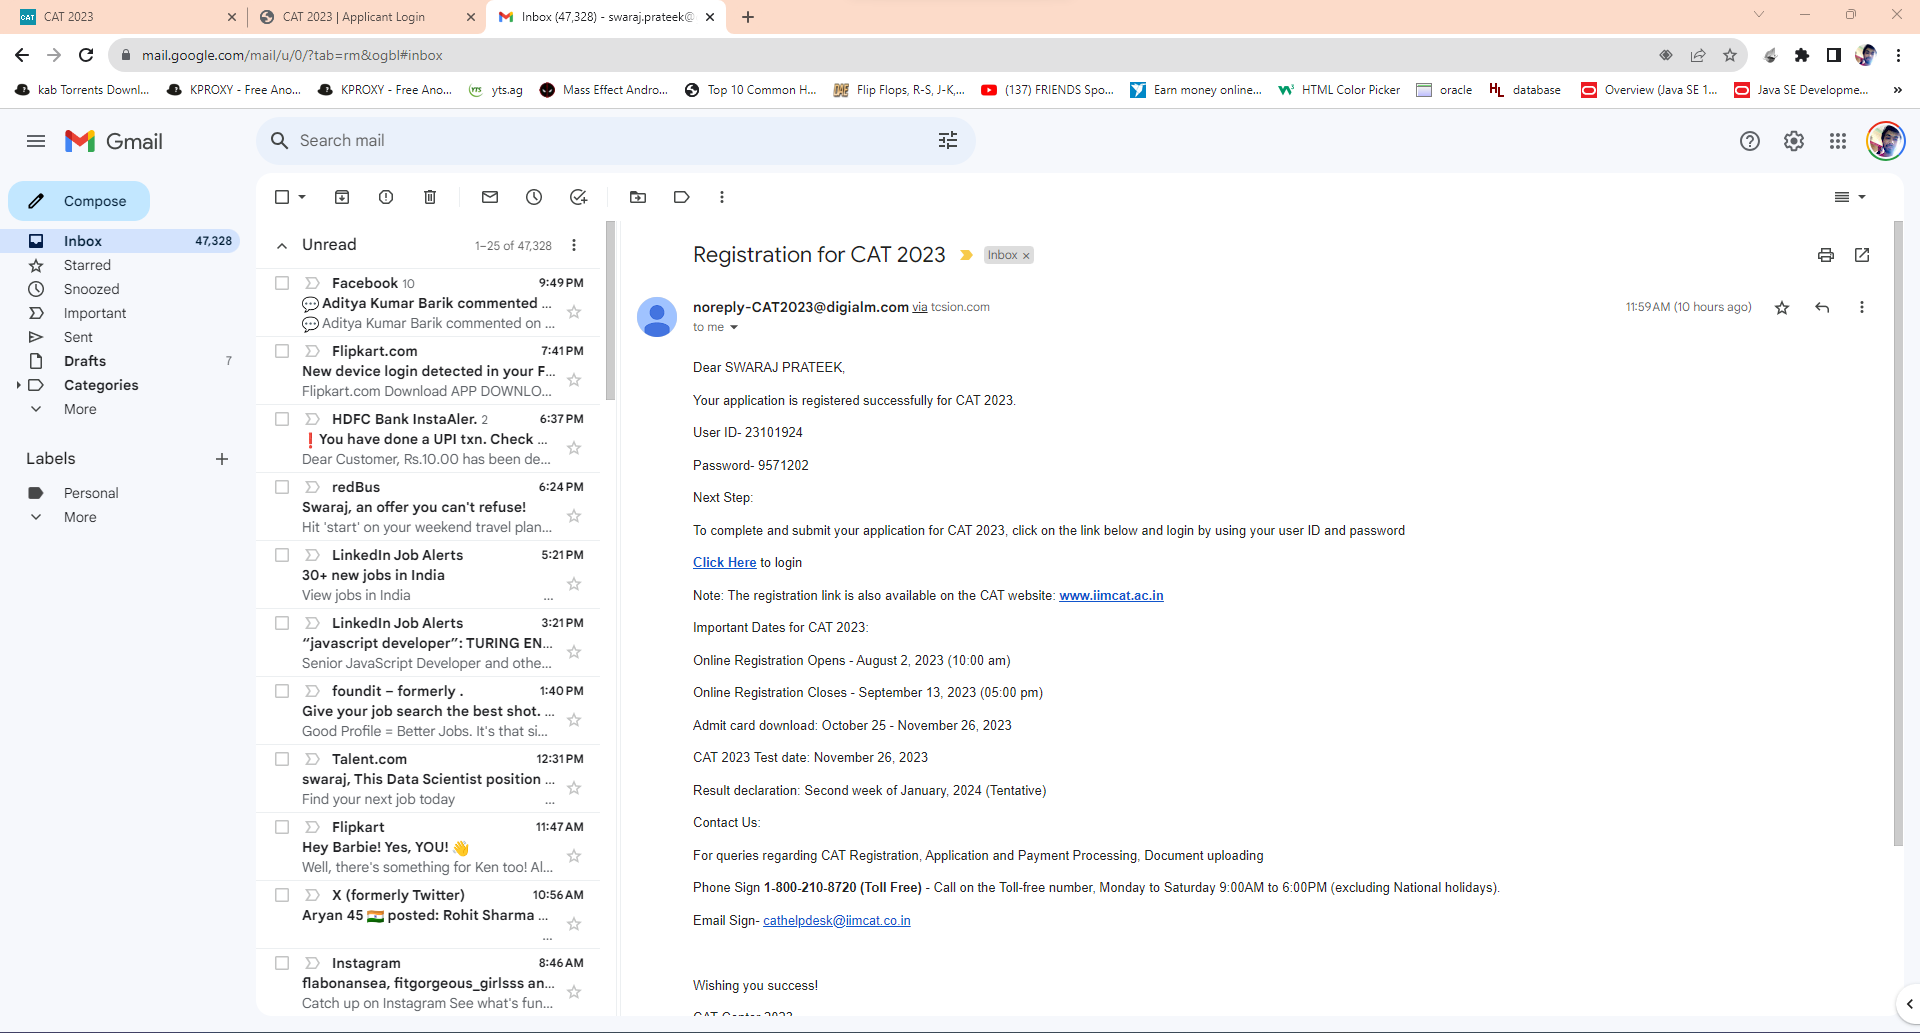 CAT 2023
CAT 2023 | Applicant Login
Inbox (47,328) - swaraj.prateek@
mail.google.com/mail/u/0/?tab=rm&ogbl#inbox
kab Torrents Downl...
KPROXY - Free Ano...
KPROXY - Free Ano...
yts.ag
Mass Effect Andro...
Top 10 Common H...
Flip Flops, R-S, J-K,...
(137) FRIENDS Spo...
Earn money online...
HTML Color Picker
oracle
database
Overview (Java SE 1...
Java SE Developme...
»
Gmail
Search mail
Compose
Inbox 47,328
Starred
Snoozed
Important
Sent
Drafts 7
Categories
More
Labels
Personal
More
Unread 1–25 of 47,328
Facebook 10 9:49 PM
💬 Aditya Kumar Barik commented ...
💬 Aditya Kumar Barik commented on ...
Flipkart.com 7:41 PM
New device login detected in your F...
Flipkart.com Download APP DOWNLO...
HDFC Bank InstaAler. 2 6:37 PM
❗You have done a UPI txn. Check ...
Dear Customer, Rs.10.00 has been de...
redBus 6:24 PM
Swaraj, an offer you can't refuse!
Hit 'start' on your weekend travel plan...
LinkedIn Job Alerts 5:21 PM
30+ new jobs in India
View jobs in India ...
LinkedIn Job Alerts 3:21 PM
“javascript developer”: TURING EN...
Senior JavaScript Developer and othe...
foundit – formerly . 1:40 PM
Give your job search the best shot. ...
Good Profile = Better Jobs. It's that si...
Talent.com 12:31 PM
swaraj, This Data Scientist position ...
Find your next job today ...
Flipkart 11:47 AM
Hey Barbie! Yes, YOU! 👋
Well, there's something for Ken too! Al...
X (formerly Twitter) 10:56 AM
Aryan 45 🇮🇳 posted: Rohit Sharma ...
...
Instagram 8:46 AM
flabonansea, fitgorgeous_girlsss an...
Catch up on Instagram See what's fun...
Registration for CAT 2023 Inbox ×
noreply-CAT2023@digialm.com via tcsion.com 11:59 AM (10 hours ago)
to me
Dear SWARAJ PRATEEK,
Your application is registered successfully for CAT 2023.
User ID- 23101924
Password- 9571202
Next Step:
To complete and submit your application for CAT 2023, click on the link below and login by using your user ID and password
Click Here to login
Note: The registration link is also available on the CAT website: www.iimcat.ac.in
Important Dates for CAT 2023:
Online Registration Opens - August 2, 2023 (10:00 am)
Online Registration Closes - September 13, 2023 (05:00 pm)
Admit card download: October 25 - November 26, 2023
CAT 2023 Test date: November 26, 2023
Result declaration: Second week of January, 2024 (Tentative)
Contact Us:
For queries regarding CAT Registration, Application and Payment Processing, Document uploading
Phone Sign 1-800-210-8720 (Toll Free) - Call on the Toll-free number, Monday to Saturday 9:00AM to 6:00PM (excluding National holidays).
Email Sign- cathelpdesk@iimcat.co.in
Wishing you success!
CAT Center 2023